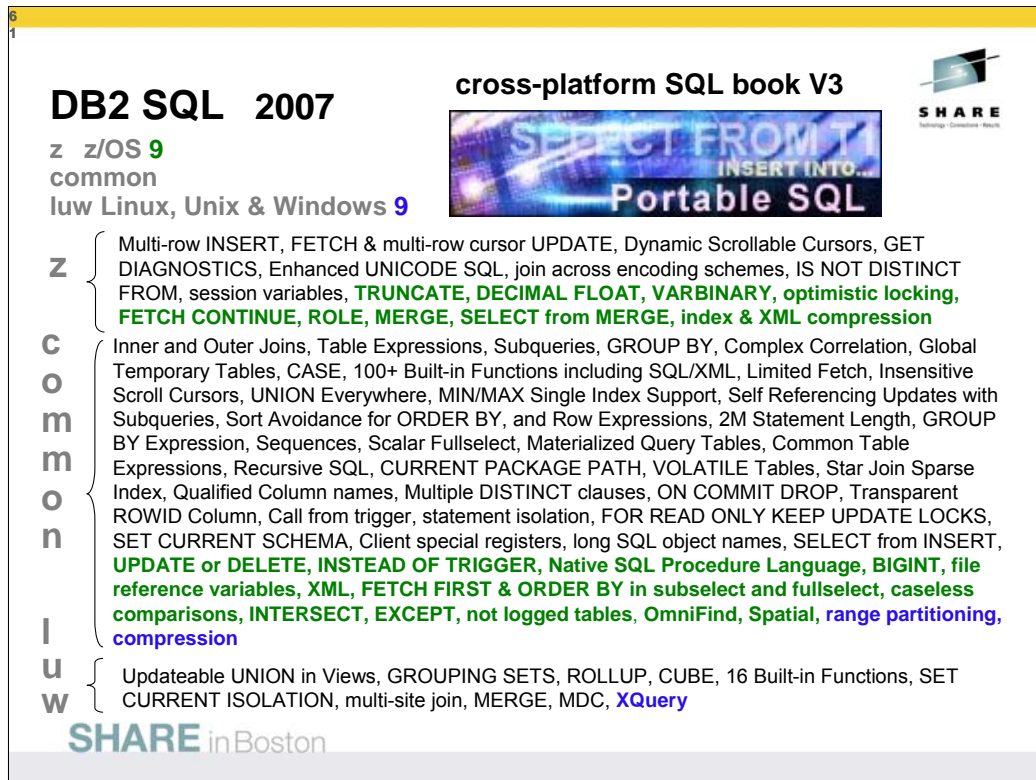 6
1
DB2 SQL 2007
cross-platform SQL book V3
SHARE
Technology · Connections · Results
z z/OS 9
common
luw Linux, Unix & Windows 9
SELECT FROM T1
INSERT INTO...
Portable SQL
z
Multi-row INSERT, FETCH & multi-row cursor UPDATE, Dynamic Scrollable Cursors, GET
DIAGNOSTICS, Enhanced UNICODE SQL, join across encoding schemes, IS NOT DISTINCT
FROM, session variables, TRUNCATE, DECIMAL FLOAT, VARBINARY, optimistic locking,
FETCH CONTINUE, ROLE, MERGE, SELECT from MERGE, index & XML compression
common
Inner and Outer Joins, Table Expressions, Subqueries, GROUP BY, Complex Correlation, Global
Temporary Tables, CASE, 100+ Built-in Functions including SQL/XML, Limited Fetch, Insensitive
Scroll Cursors, UNION Everywhere, MIN/MAX Single Index Support, Self Referencing Updates with
Subqueries, Sort Avoidance for ORDER BY, and Row Expressions, 2M Statement Length, GROUP
BY Expression, Sequences, Scalar Fullselect, Materialized Query Tables, Common Table
Expressions, Recursive SQL, CURRENT PACKAGE PATH, VOLATILE Tables, Star Join Sparse
Index, Qualified Column names, Multiple DISTINCT clauses, ON COMMIT DROP, Transparent
ROWID Column, Call from trigger, statement isolation, FOR READ ONLY KEEP UPDATE LOCKS,
SET CURRENT SCHEMA, Client special registers, long SQL object names, SELECT from INSERT,
UPDATE or DELETE, INSTEAD OF TRIGGER, Native SQL Procedure Language, BIGINT, file
reference variables, XML, FETCH FIRST & ORDER BY in subselect and fullselect, caseless
comparisons, INTERSECT, EXCEPT, not logged tables, OmniFind, Spatial, range partitioning,
compression
luw
Updateable UNION in Views, GROUPING SETS, ROLLUP, CUBE, 16 Built-in Functions, SET
CURRENT ISOLATION, multi-site join, MERGE, MDC, XQuery
SHARE in Boston